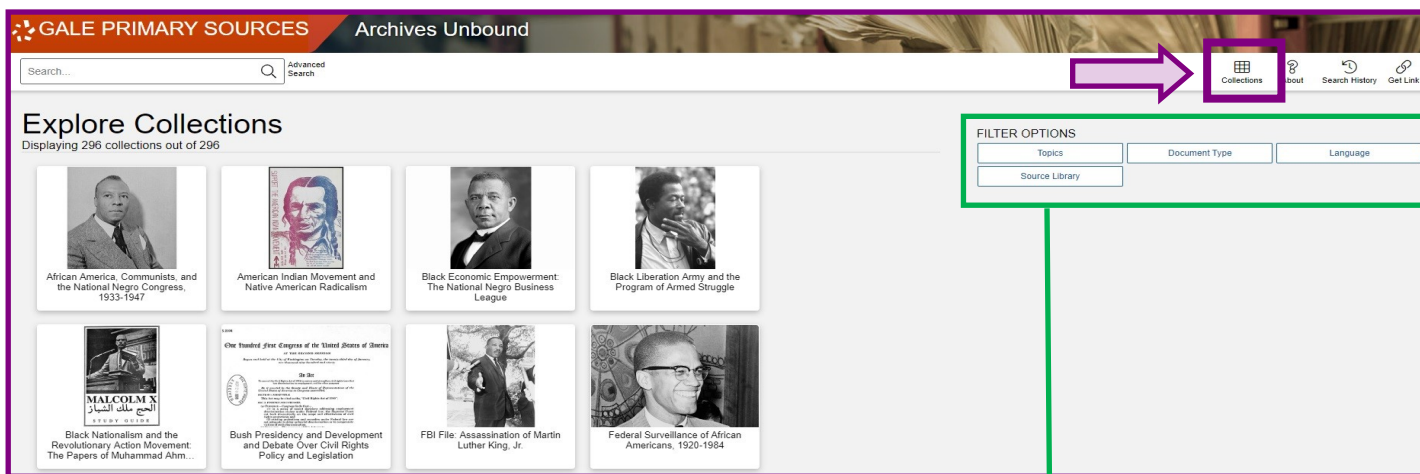 GALE PRIMARY SOURCES
Archives Unbound
Search...
Advanced
Search
Collections
About
Search History
Get Link
Explore Collections
Displaying 296 collections out of 296
FILTER OPTIONS
Topics
Document Type
Language
Source Library
African America, Communists, and
the National Negro Congress,
1933-1947
American Indian Movement and
Native American Radicalism
Black Economic Empowerment:
The National Negro Business
League
Black Liberation Army and the
Program of Armed Struggle
MALCOLM X
الحج ملك الشباز
STUDY GUIDE
One Hundred First Congress of the United States of America
An Act
Black Nationalism and the
Revolutionary Action Movement:
The Papers of Muhammad Ahm...
Bush Presidency and Development
and Debate Over Civil Rights
Policy and Legislation
FBI File: Assassination of Martin
Luther King, Jr.
Federal Surveillance of African
Americans, 1920-1984